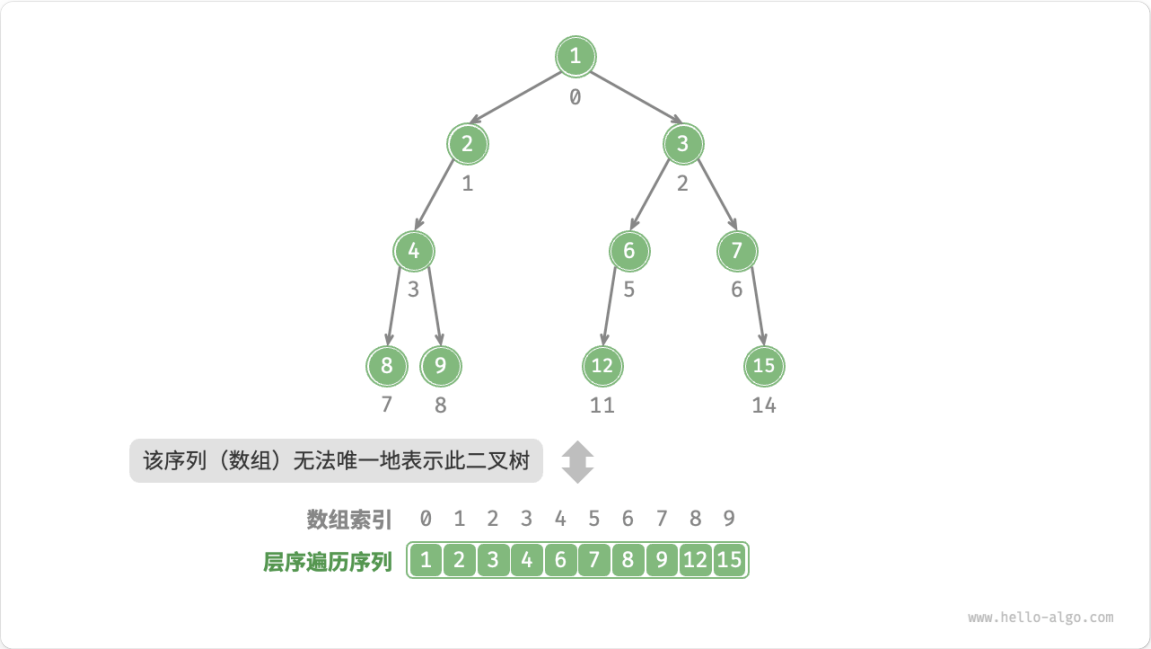 1
0
2 3
1 2
4 6 7
3 5 6
8 9 12 15
7 8 11 14
该序列（数组）无法唯一地表示此二叉树
数组索引 0 1 2 3 4 5 6 7 8 9
层序遍历序列 1 2 3 4 6 7 8 9 12 15
www.hello-algo.com